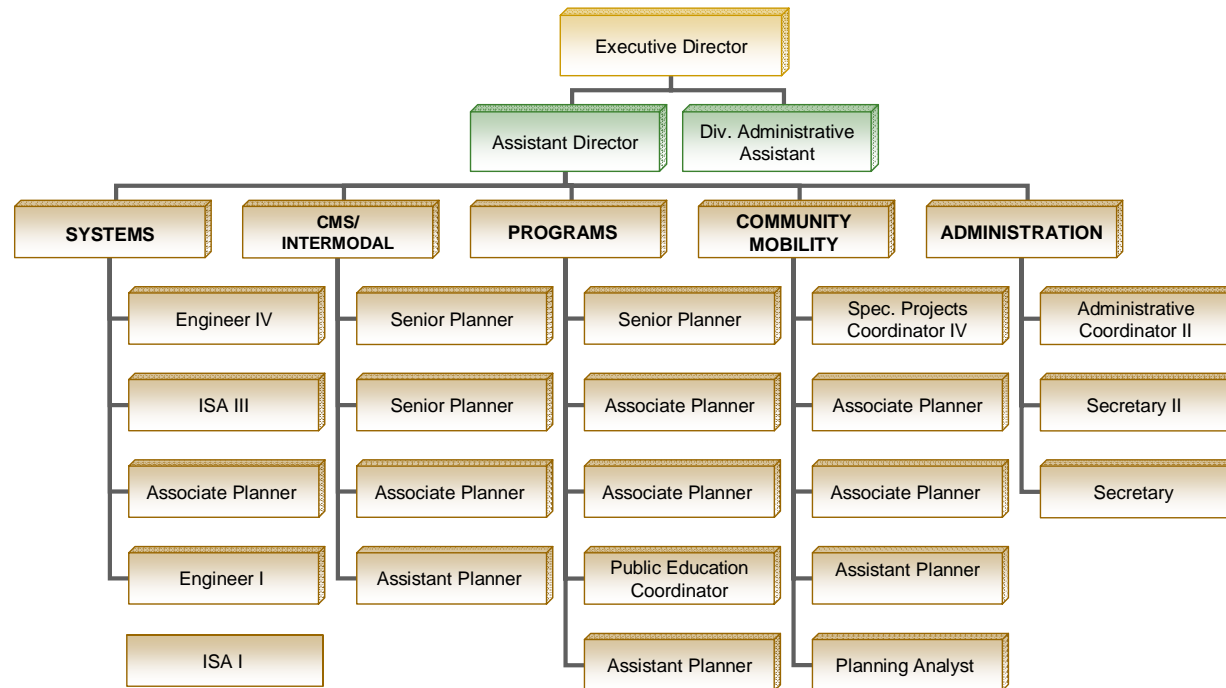 Executive Director
Assistant Director
Div. Administrative
Assistant
SYSTEMS
CMS/
INTERMODAL
PROGRAMS
COMMUNITY
MOBILITY
ADMINISTRATION
Engineer IV
ISA III
Associate Planner
Engineer I
ISA I
Senior Planner
Senior Planner
Associate Planner
Assistant Planner
Senior Planner
Associate Planner
Associate Planner
Public Education
Coordinator
Assistant Planner
Spec. Projects
Coordinator IV
Associate Planner
Associate Planner
Assistant Planner
Planning Analyst
Administrative
Coordinator II
Secretary II
Secretary